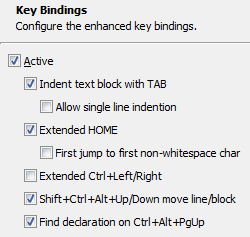 Key Bindings
Configure the enhanced key bindings.
Active
Indent text block with TAB
Allow single line indention
Extended HOME
First jump to first non-whitespace char
Extended Ctrl+Left/Right
Shift+Ctrl+Alt+Up/Down move line/block
Find declaration on Ctrl+Alt+PgUp